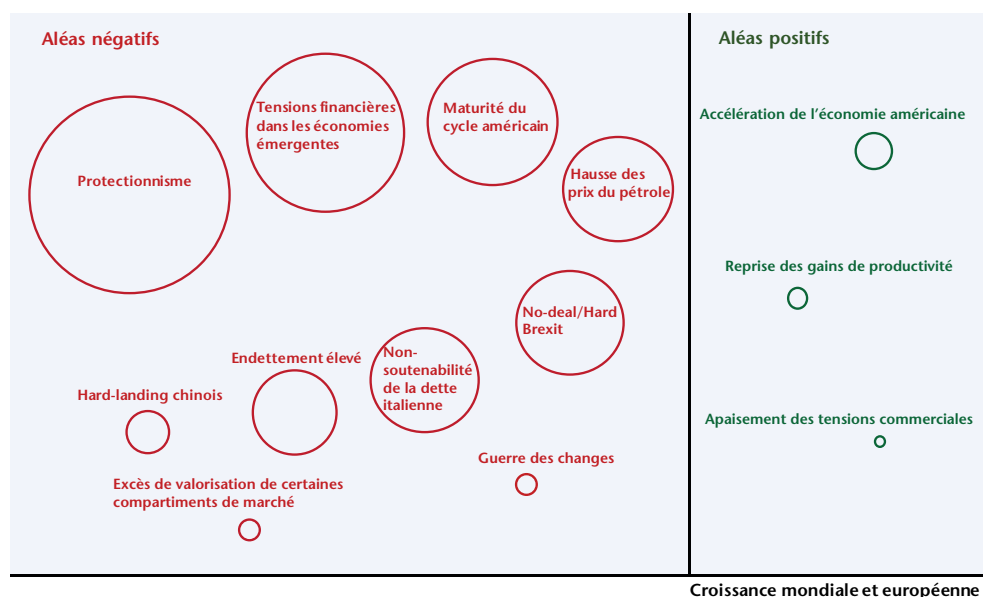 Aléas négatifs
Aléas positifs
Tensions financières
dans les économies
émergentes
Maturité du
cycle américain
Accélération de l'économie américaine
Protectionnisme
Hausse des
prix du pétrole
Reprise des gains de productivité
No-deal/Hard
Brexit
Endettement élevé
Non-
soutenabilité
de la dette
italienne
Hard-landing chinois
Apaisement des tensions commerciales
Guerre des changes
Excès de valorisation de certaines
compartiments de marché
Croissance mondiale et européenne